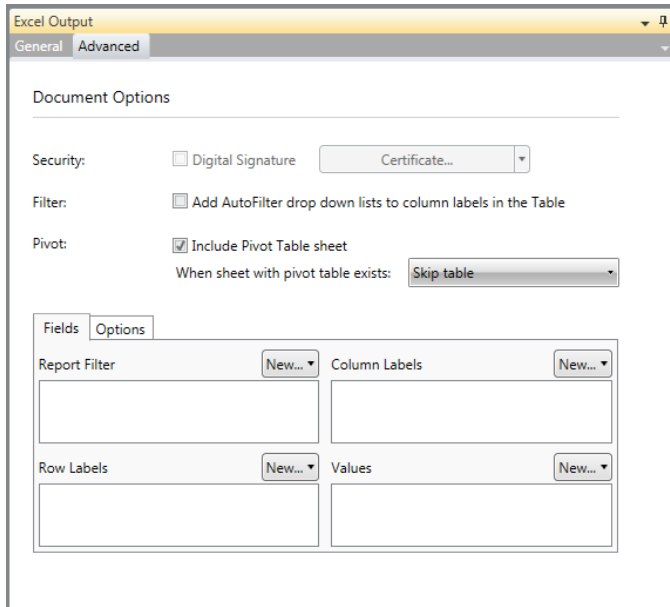 Excel Output
General Advanced
Document Options
Security: Digital Signature Certificate...
Filter: Add AutoFilter drop down lists to column labels in the Table
Pivot: Include Pivot Table sheet
When sheet with pivot table exists: Skip table
Fields Options
Report Filter New... Column Labels New...
Row Labels New... Values New...